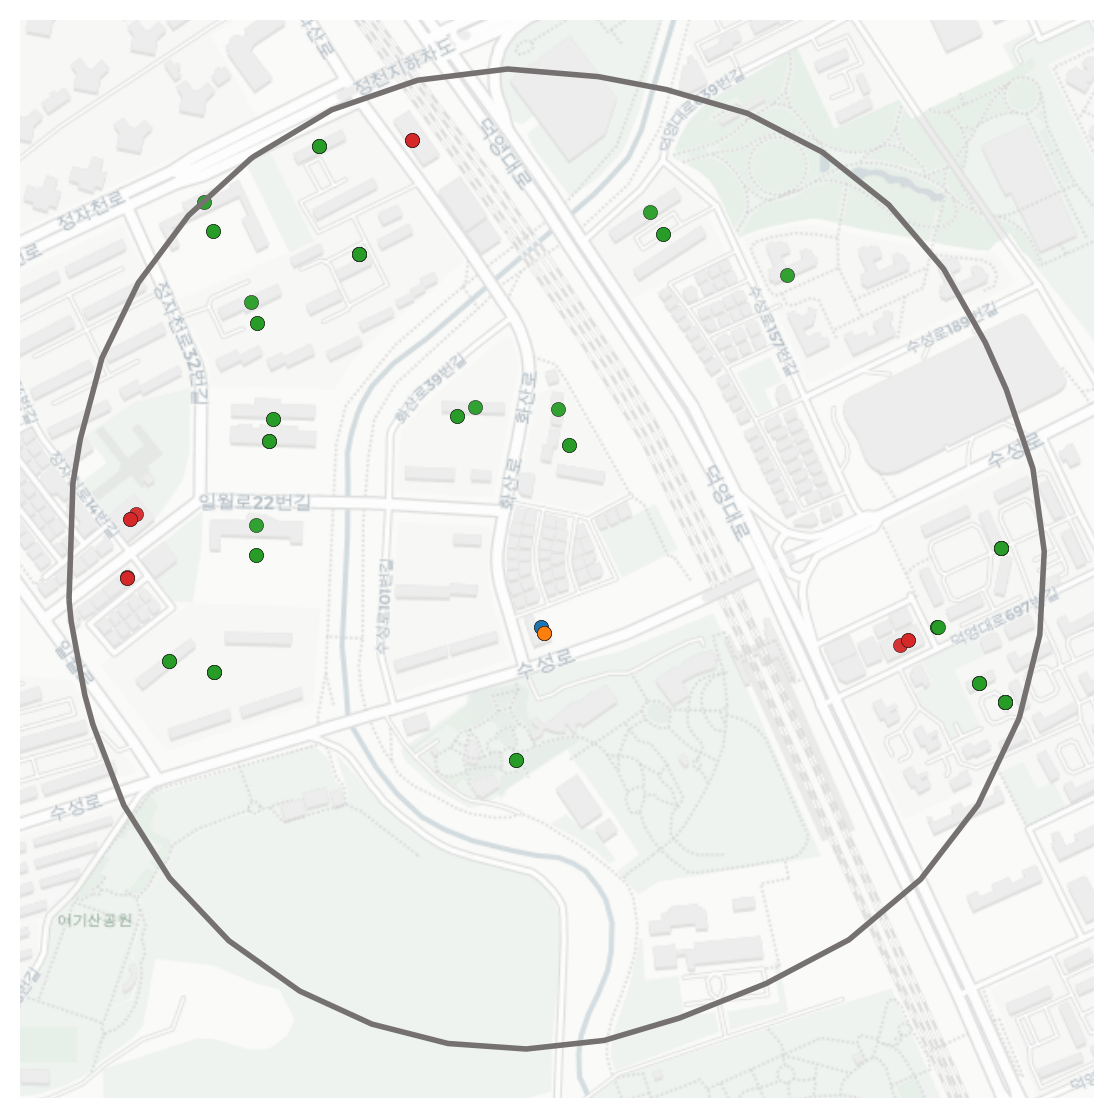 정천지하차도
덕영대로
덕영대로639번길
정자천로
정자천로32번길
수성로157번길
수성로189번길
화산로39번길
화산로
수성로
화산로
덕영대로
일월로22번길
수성로101번길
덕영대로697번길
수성로
수성로
여기산공원